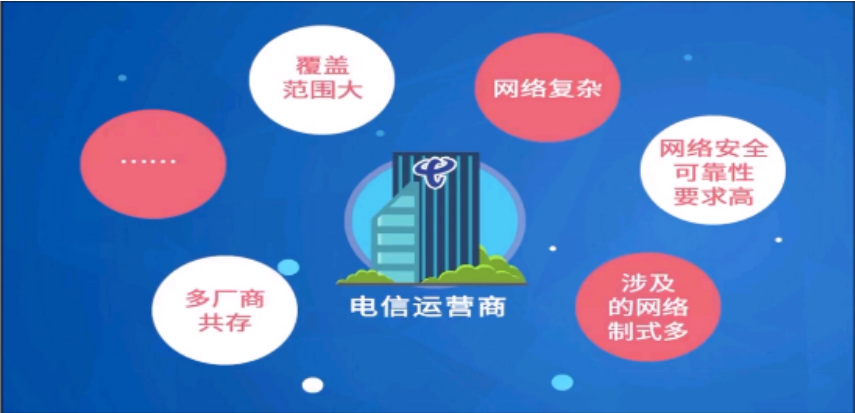 覆盖
范围大
网络复杂
······
网络安全
可靠性
要求高
多厂商
共存
电信运营商
涉及
的网络
制式多